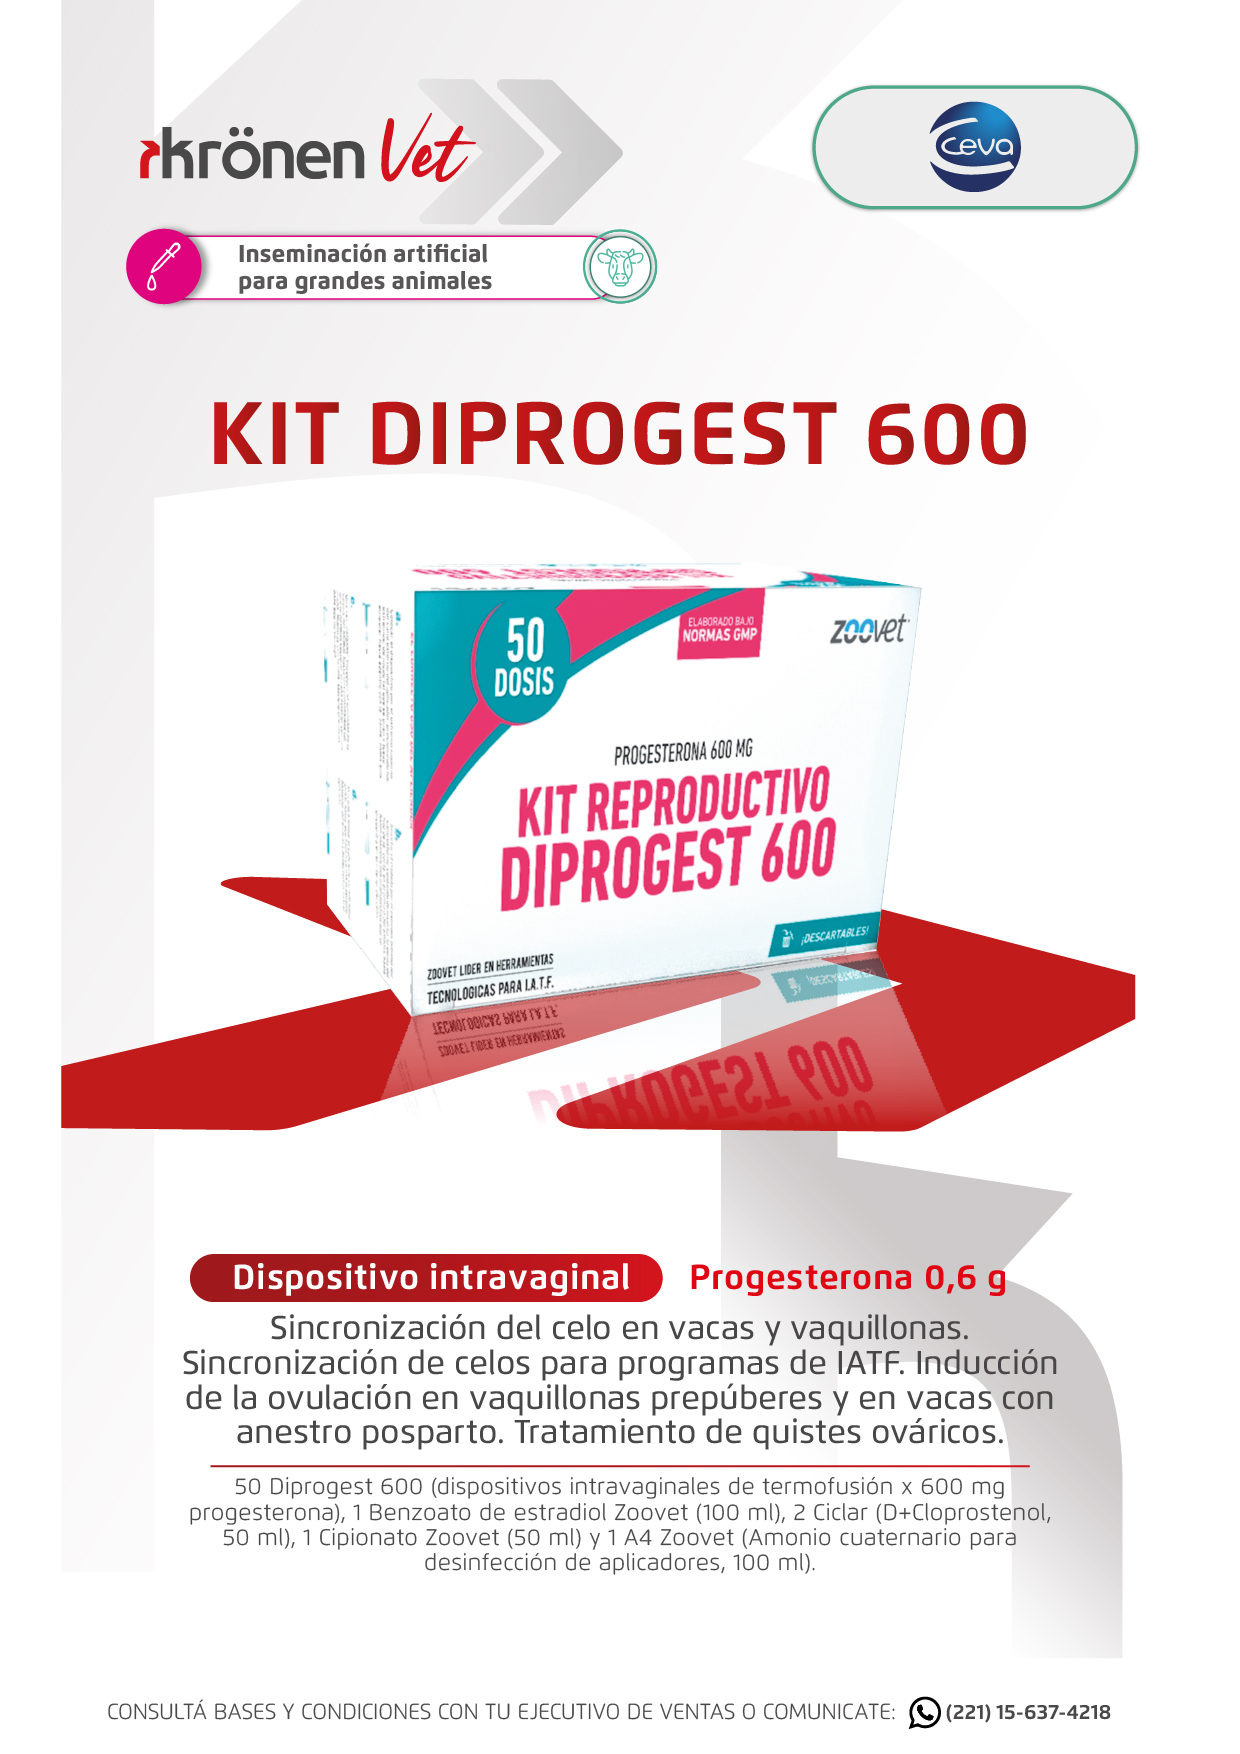 krönen Vet
ceva
Inseminación artificial
para grandes animales
KIT DIPROGEST 600
50
DOSIS
ELABORADO BAJO
NORMAS GMP
zoovet
PROGESTERONA 600 MG
KIT REPRODUCTIVO
DIPROGEST 600
¡DESCARTABLES!
ZOOVET LIDER EN HERRAMIENTAS
TECNOLOGICAS PARA I.A.T.F.
Dispositivo intravaginal Progesterona 0,6 g
Sincronización del celo en vacas y vaquillonas.
Sincronización de celos para programas de IATF. Inducción
de la ovulación en vaquillonas prepúberes y en vacas con
anestro posparto. Tratamiento de quistes ováricos.
50 Diprogest 600 (dispositivos intravaginales de termofusión x 600 mg
progesterona), 1 Benzoato de estradiol Zoovet (100 ml), 2 Ciclar (D+Cloprostenol,
50 ml), 1 Cipionato Zoovet (50 ml) y 1 A4 Zoovet (Amonio cuaternario para
desinfección de aplicadores, 100 ml).
CONSULTÁ BASES Y CONDICIONES CON TU EJECUTIVO DE VENTAS O COMUNICATE: (221) 15-637-4218